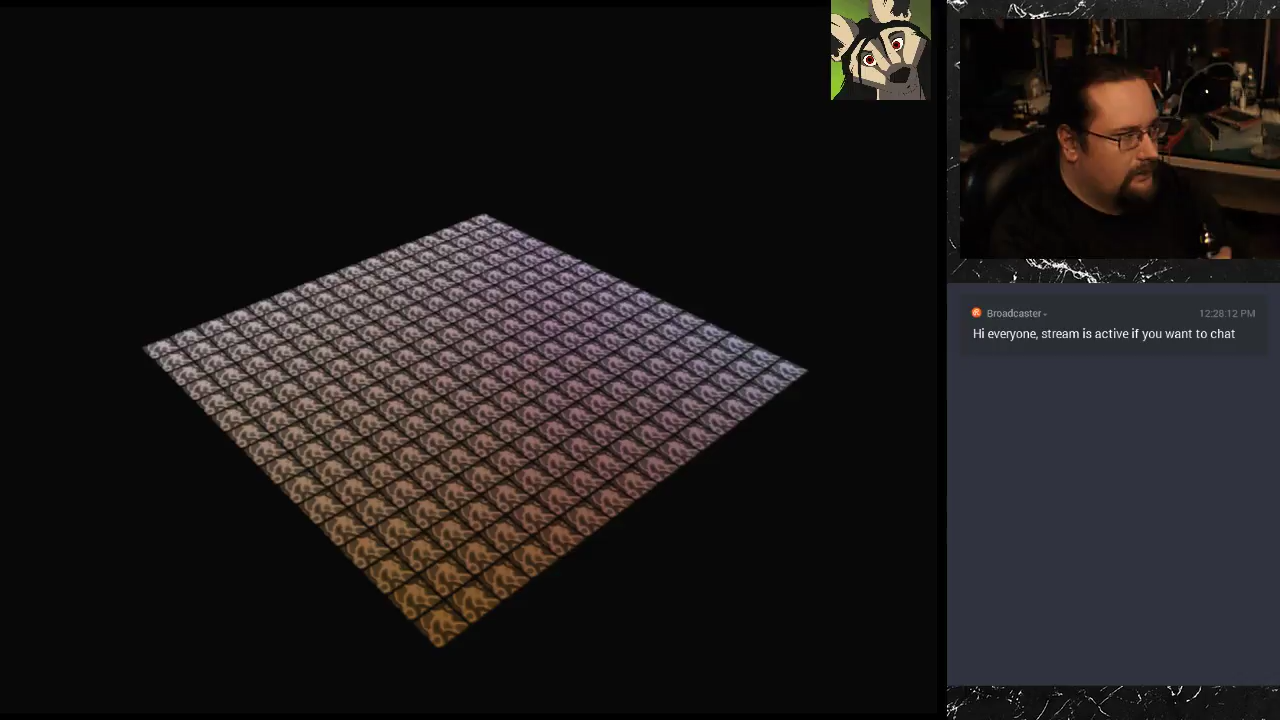 Broadcaster
12:28:12 PM
Hi everyone, stream is active if you want to chat